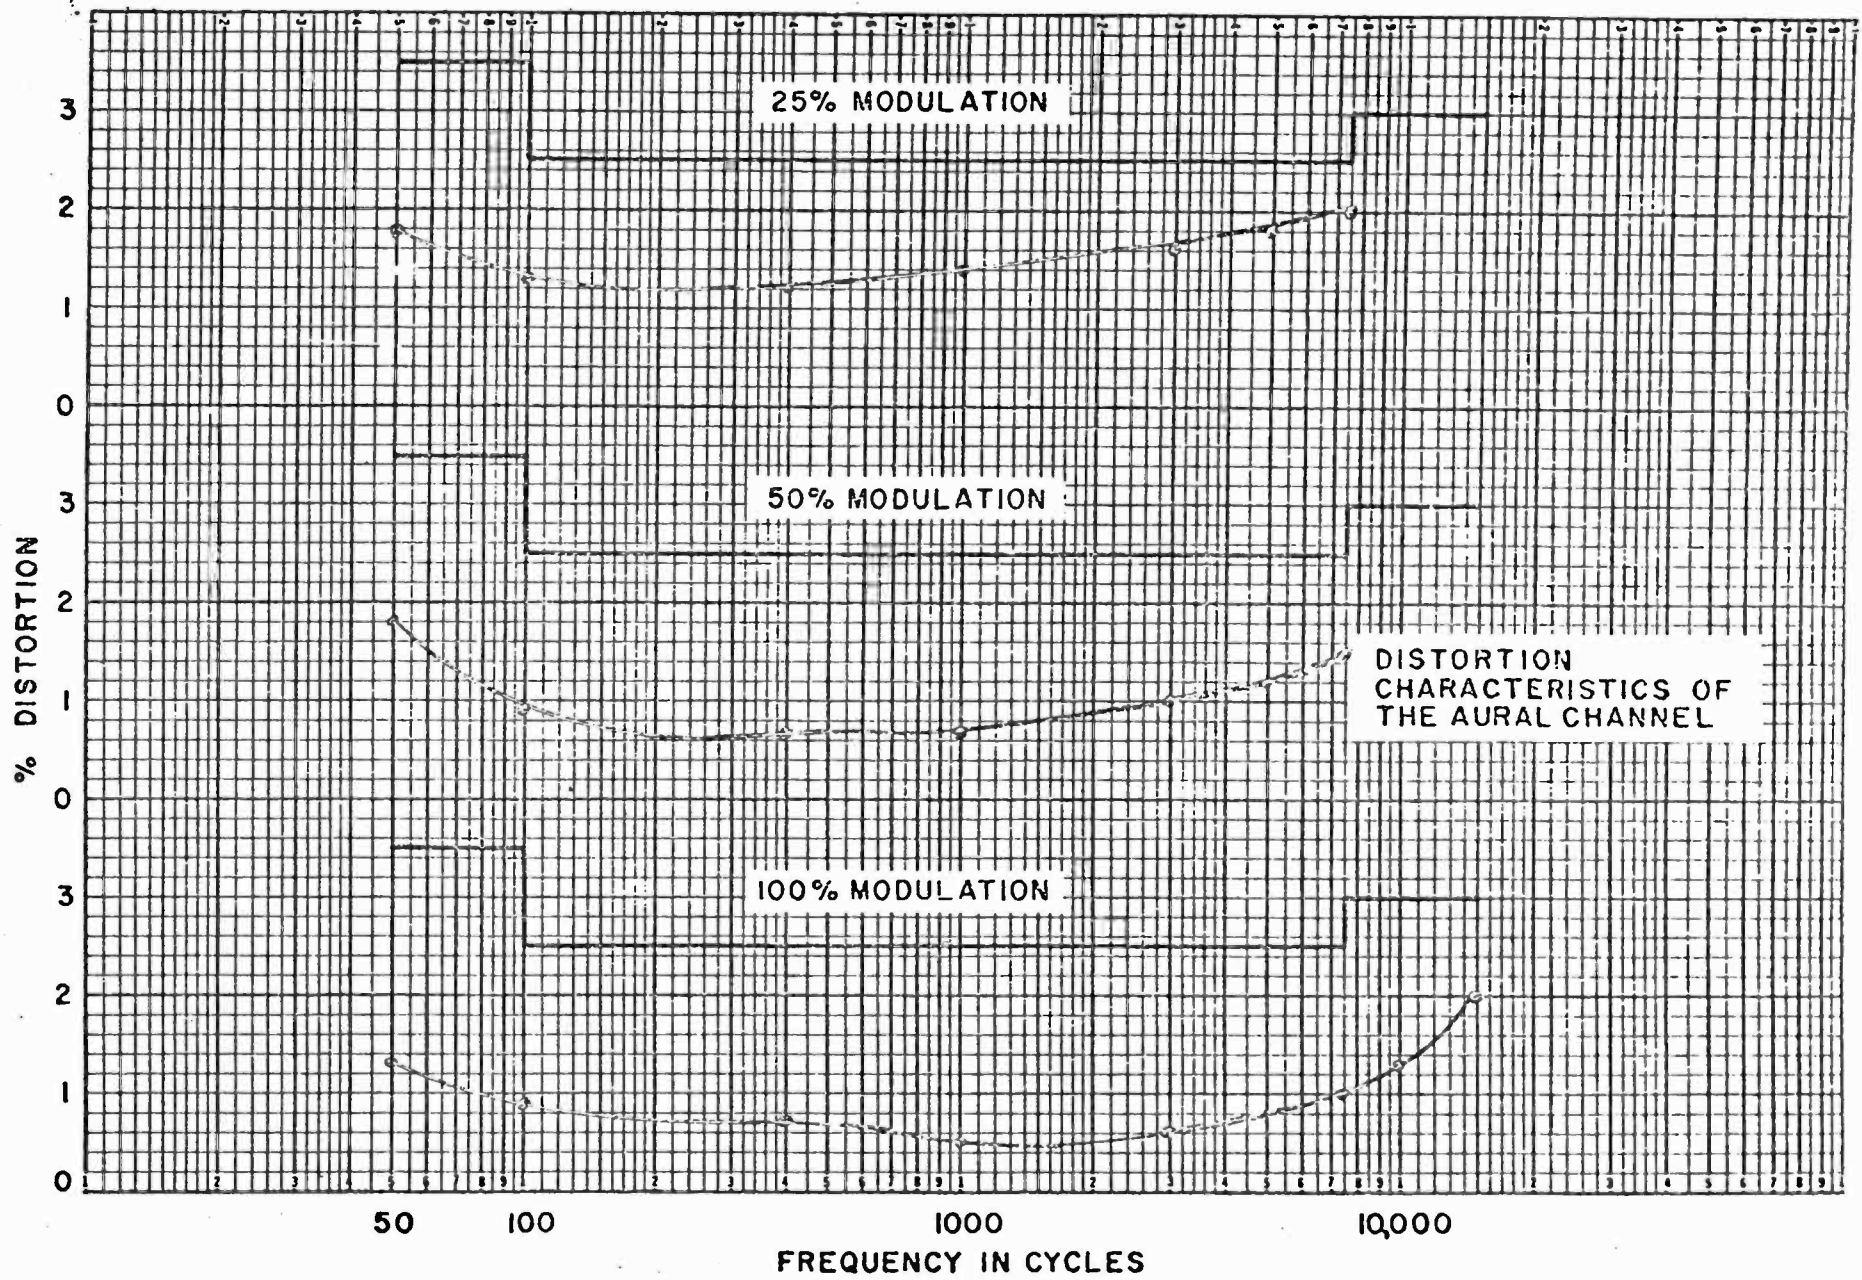 25% MODULATION
3
2
1
0
50% MODULATION
3
2
1
0
% DISTORTION
DISTORTION
CHARACTERISTICS OF
THE AURAL CHANNEL
100% MODULATION
3
2
1
0
50 100 1000 10,000
FREQUENCY IN CYCLES